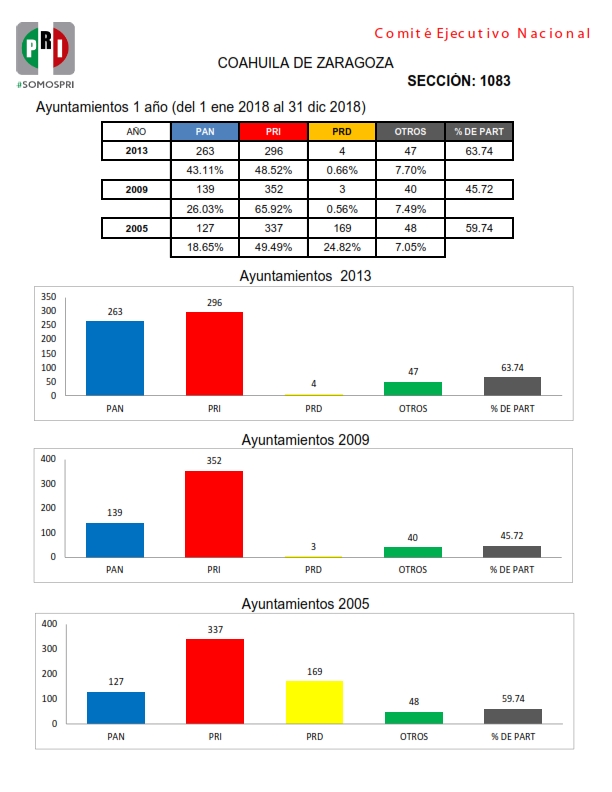 Comité Ejecutivo Nacional
PRI
#SOMOSPRI
COAHUILA DE ZARAGOZA
SECCIÓN: 1083
Ayuntamientos 1 año (del 1 ene 2018 al 31 dic 2018)
AÑO PAN PRI PRD OTROS % DE PART
2013 263 296 4 47 63.74
43.11% 48.52% 0.66% 7.70%
2009 139 352 3 40 45.72
26.03% 65.92% 0.56% 7.49%
2005 127 337 169 48 59.74
18.65% 49.49% 24.82% 7.05%
Ayuntamientos 2013
350
300
250
200
150
100
50
0
263 296 4 47 63.74
PAN PRI PRD OTROS % DE PART
Ayuntamientos 2009
400
300
200
100
0
139 352 3 40 45.72
PAN PRI PRD OTROS % DE PART
Ayuntamientos 2005
400
300
200
100
0
127 337 169 48 59.74
PAN PRI PRD OTROS % DE PART